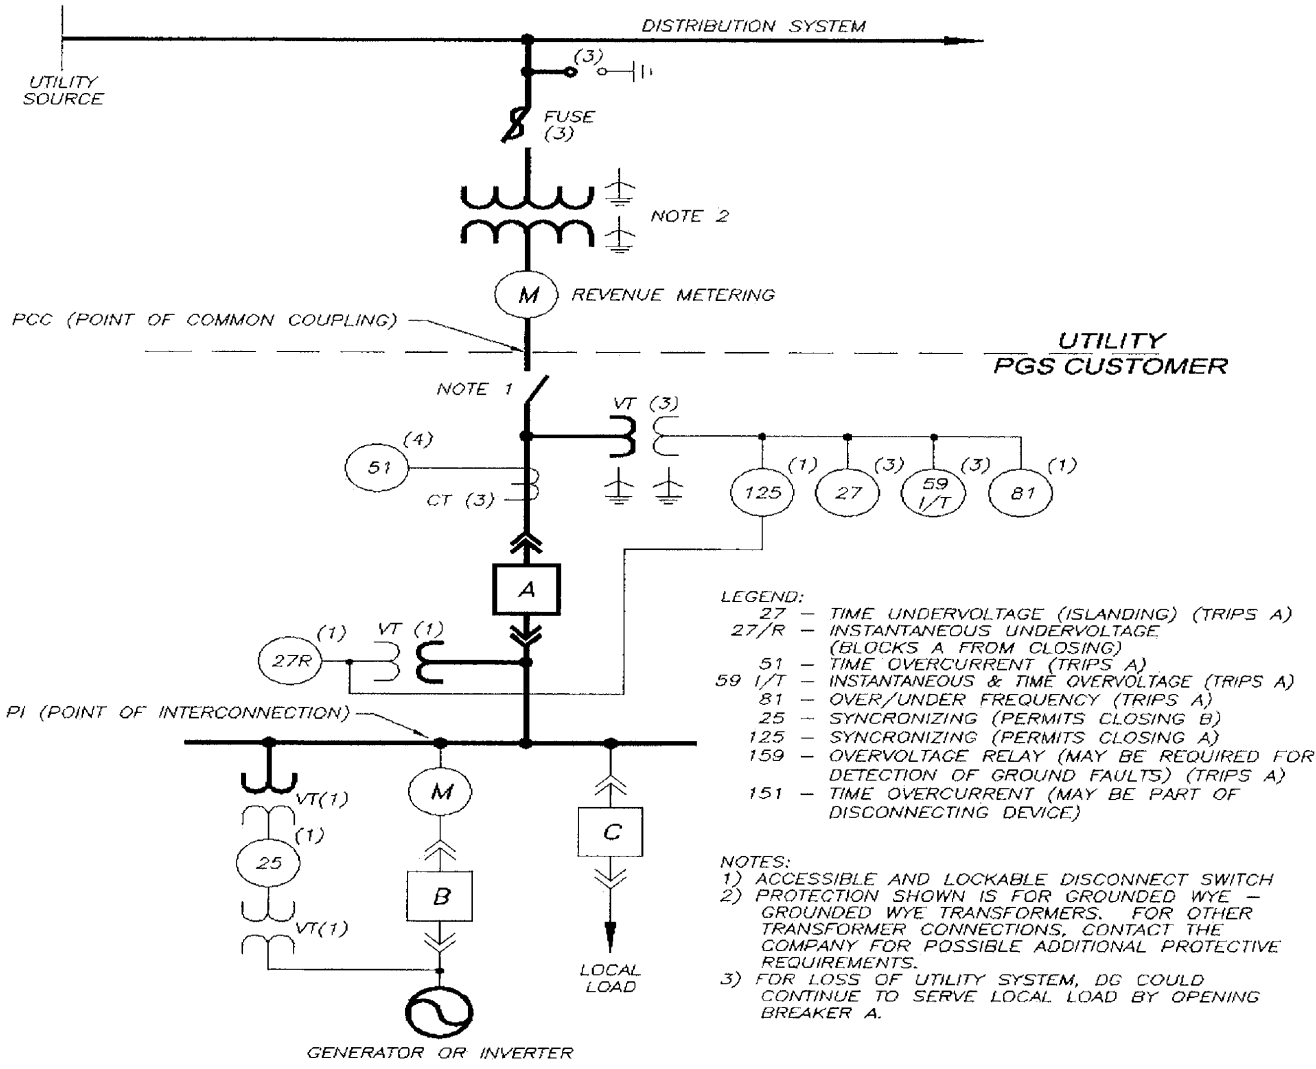 DISTRIBUTION SYSTEM
(3)
UTILITY
SOURCE
FUSE
(3)
NOTE 2
M
REVENUE METERING
PCC (POINT OF COMMON COUPLING)
UTILITY
PGS CUSTOMER
NOTE 1
VT (3)
(4)
51
CT (3)
(1)
(3)
(3)
(1)
125
27
59
I/T
81
A
(1)
VT (1)
27R
LEGEND:
27 – TIME UNDERVOLTAGE (ISLANDING) (TRIPS A)
27/R – INSTANTANEOUS UNDERVOLTAGE
(BLOCKS A FROM CLOSING)
51 – TIME OVERCURRENT (TRIPS A)
59 I/T – INSTANTANEOUS & TIME OVERVOLTAGE (TRIPS A)
81 – OVER/UNDER FREQUENCY (TRIPS A)
25 – SYNCRONIZING (PERMITS CLOSING B)
125 – SYNCRONIZING (PERMITS CLOSING A)
159 – OVERVOLTAGE RELAY (MAY BE REQUIRED FOR
DETECTION OF GROUND FAULTS) (TRIPS A)
151 – TIME OVERCURRENT (MAY BE PART OF
DISCONNECTING DEVICE)
PI (POINT OF INTERCONNECTION)
VT(1)
M
(1)
25
C
B
VT(1)
LOCAL
LOAD
GENERATOR OR INVERTER
NOTES:
1) ACCESSIBLE AND LOCKABLE DISCONNECT SWITCH
2) PROTECTION SHOWN IS FOR GROUNDED WYE –
GROUNDED WYE TRANSFORMERS. FOR OTHER
TRANSFORMER CONNECTIONS, CONTACT THE
COMPANY FOR POSSIBLE ADDITIONAL PROTECTIVE
REQUIREMENTS.
3) FOR LOSS OF UTILITY SYSTEM, DG COULD
CONTINUE TO SERVE LOCAL LOAD BY OPENING
BREAKER A.